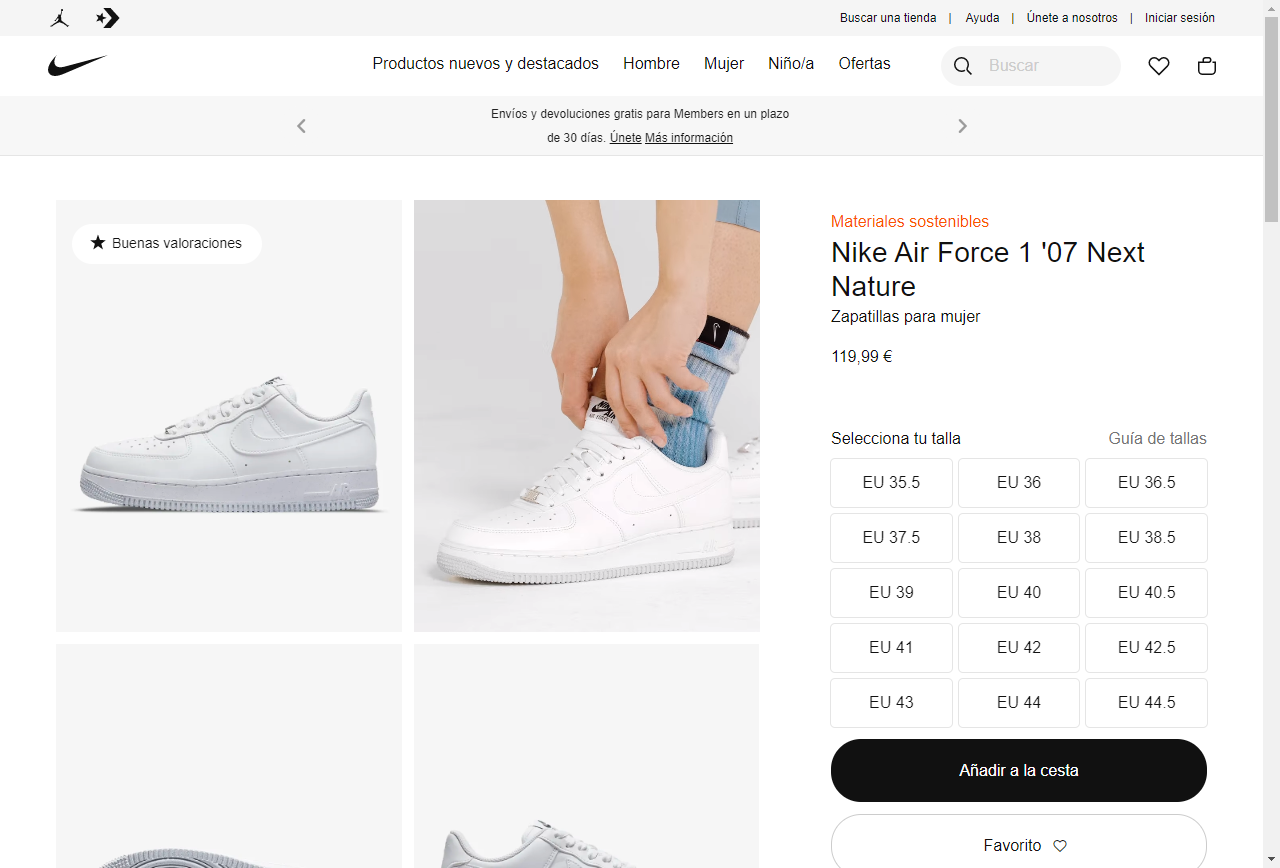 Buscar una tienda | Ayuda | Únete a nosotros | Iniciar sesión
Productos nuevos y destacados Hombre Mujer Niño/a Ofertas Buscar
Envíos y devoluciones gratis para Members en un plazo
de 30 días. Únete Más información
Buenas valoraciones
Materiales sostenibles
Nike Air Force 1 '07 Next
Nature
Zapatillas para mujer
119,99 €
Selecciona tu talla Guía de tallas
EU 35.5 EU 36 EU 36.5
EU 37.5 EU 38 EU 38.5
EU 39 EU 40 EU 40.5
EU 41 EU 42 EU 42.5
EU 43 EU 44 EU 44.5
Añadir a la cesta
Favorito